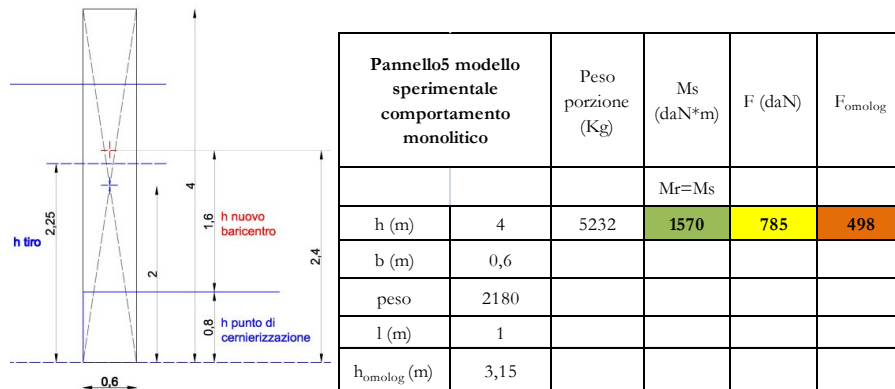 h tiro
2,25
2
4
1,6
h nuovo
baricentro
2,4
0,8
h punto di
cernierizzazione
0,6
Pannello5 modello
sperimentale
comportamento
monolitico
Peso
porzione
(Kg)
Ms
(daN*m)
F (daN)
Fomolog
Mr=Ms
h (m) 4 5232 1570 785 498
b (m) 0,6
peso 2180
l (m) 1
homolog (m) 3,15